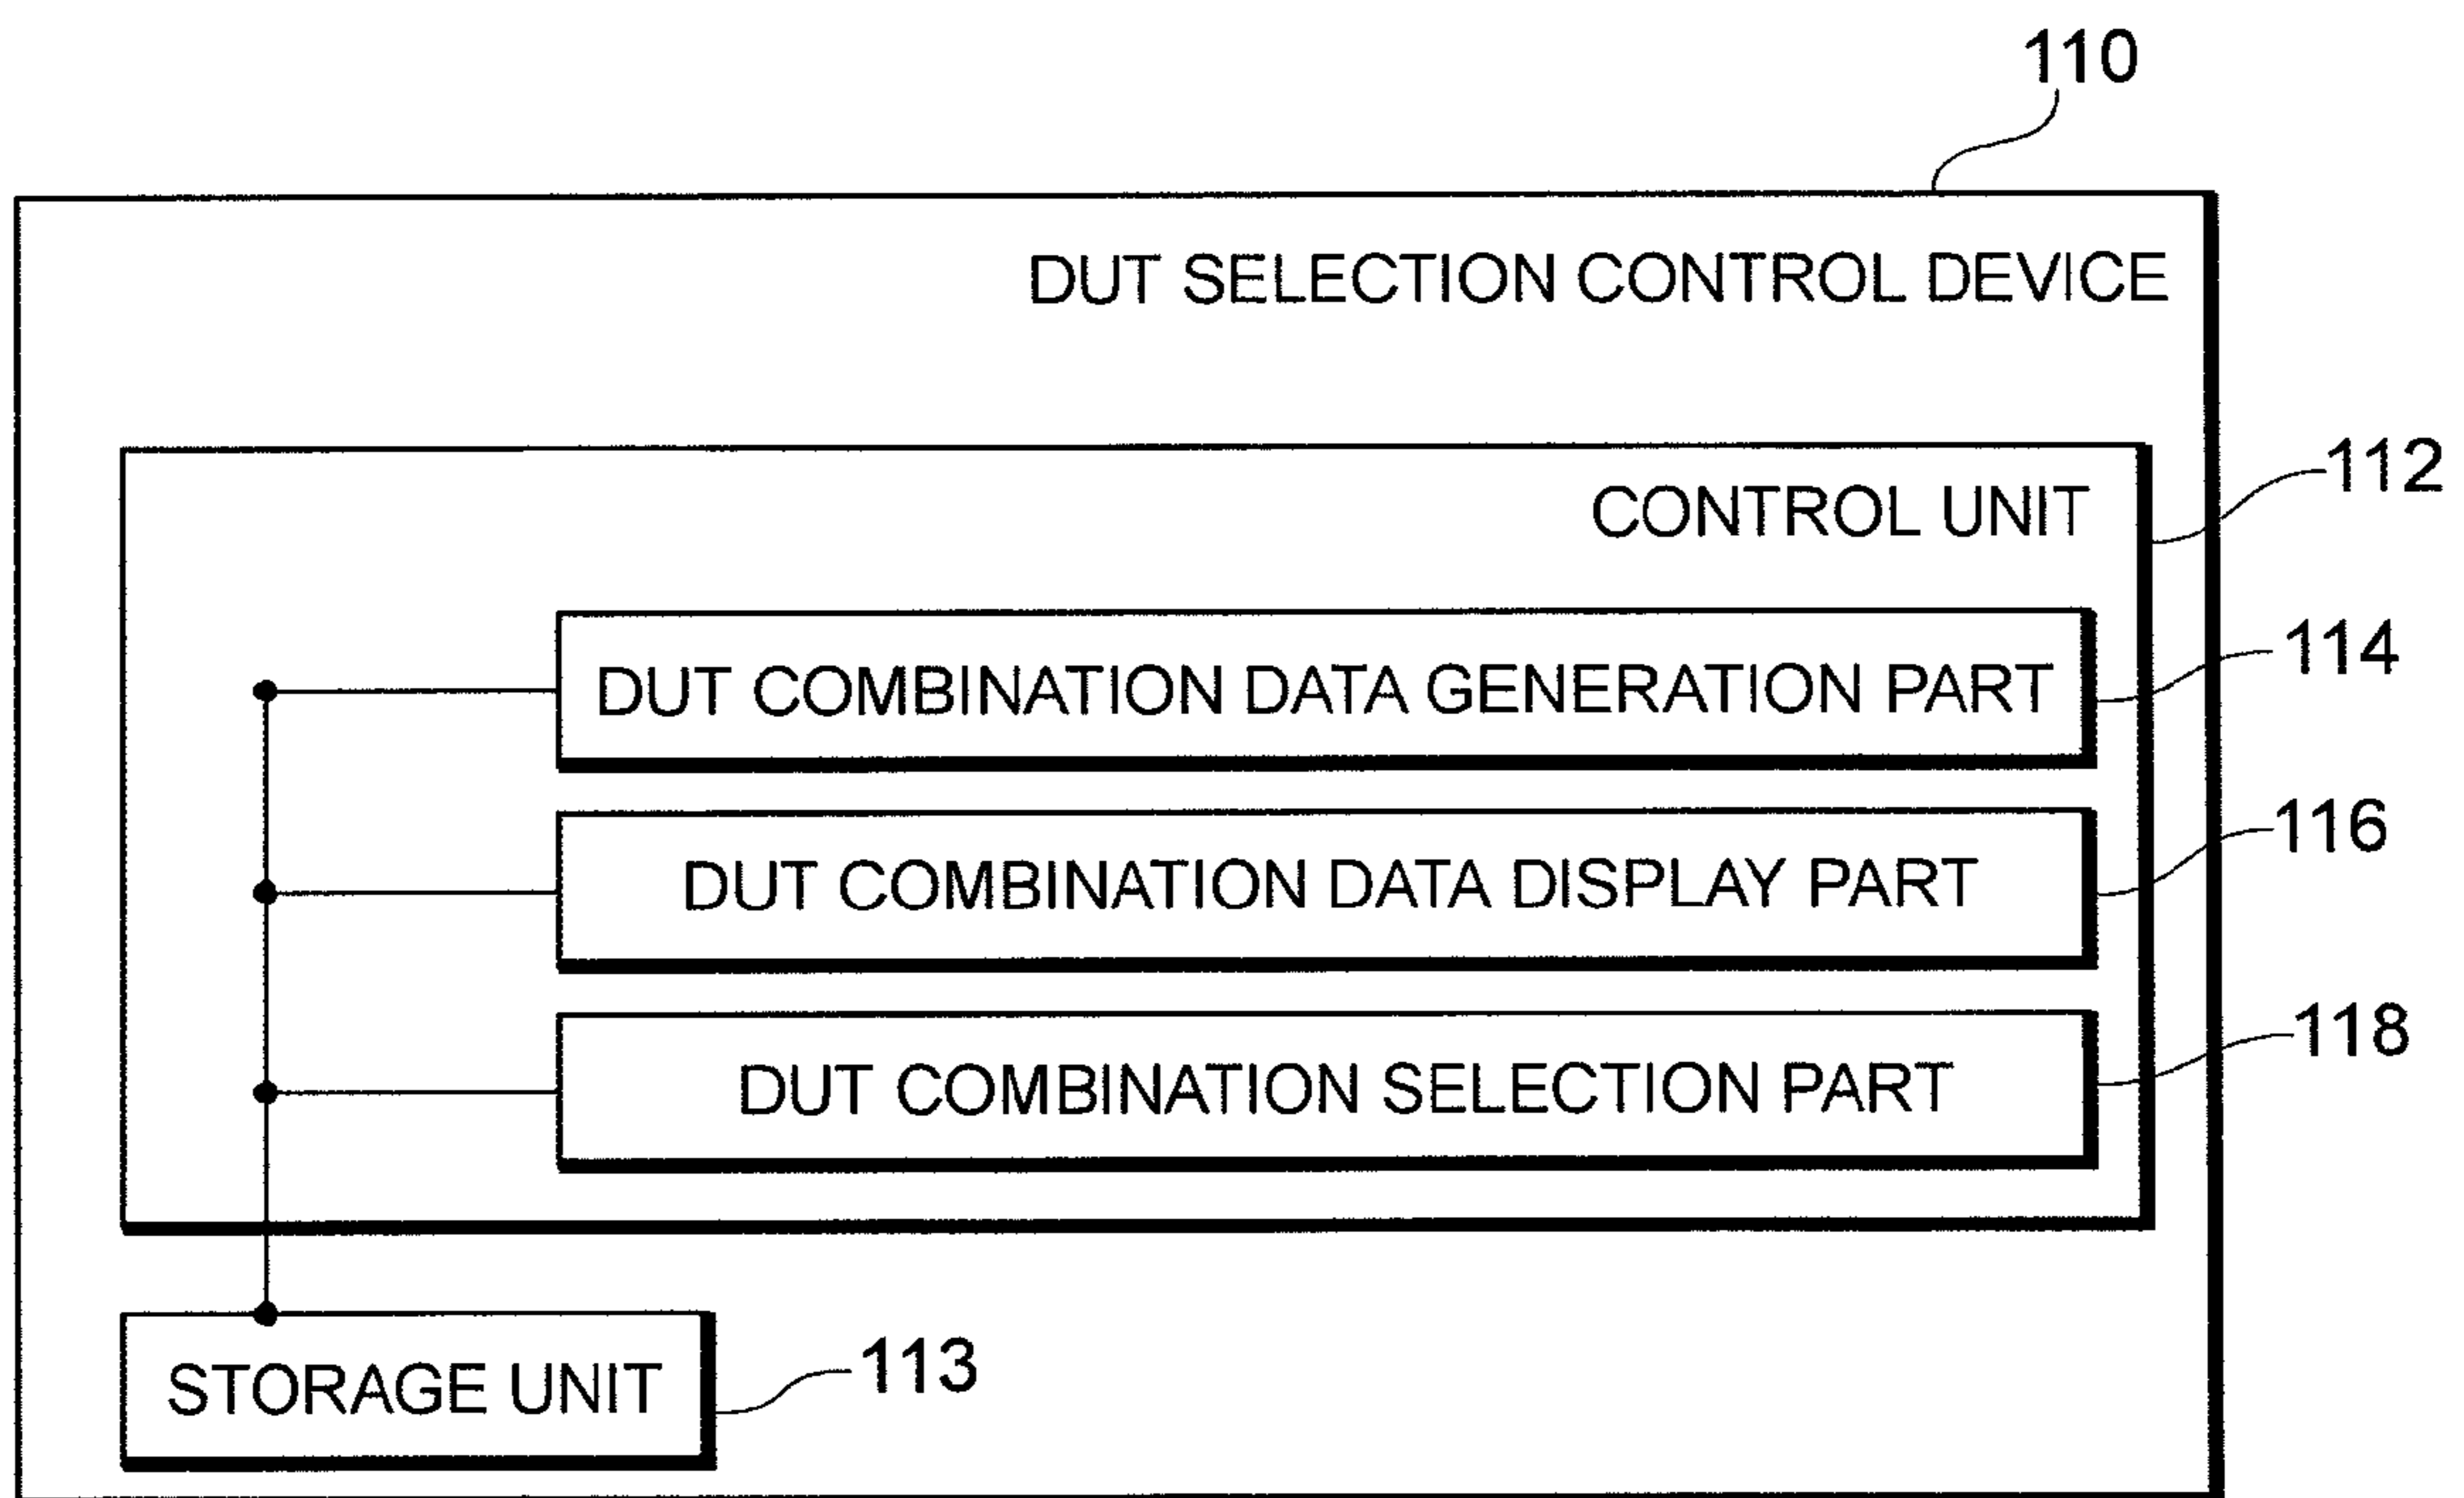 110
DUT SELECTION CONTROL DEVICE
112
CONTROL UNIT
114
DUT COMBINATION DATA GENERATION PART
116
DUT COMBINATION DATA DISPLAY PART
118
DUT COMBINATION SELECTION PART
STORAGE UNIT
113